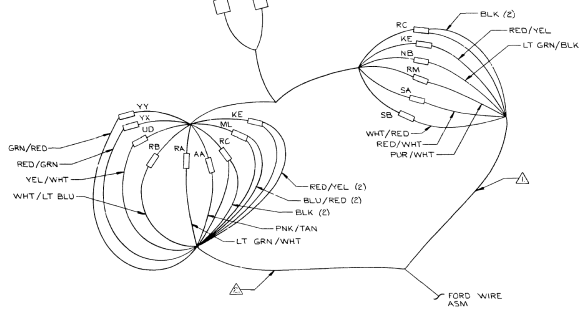 RC
BLK (2)
KE
RED/YEL
NB
LT GRN/BLK
RM
SA
SB
WHT/RED
RED/WHT
PUR/WHT
YY
YX
UD
RB
RA
AA
RC
ML
KE
GRN/RED
RED/GRN
YEL/WHT
WHT/LT BLU
RED/YEL (2)
BLU/RED (2)
BLK (2)
PNK/TAN
LT GRN/WHT
1
FORD WIRE
ASM